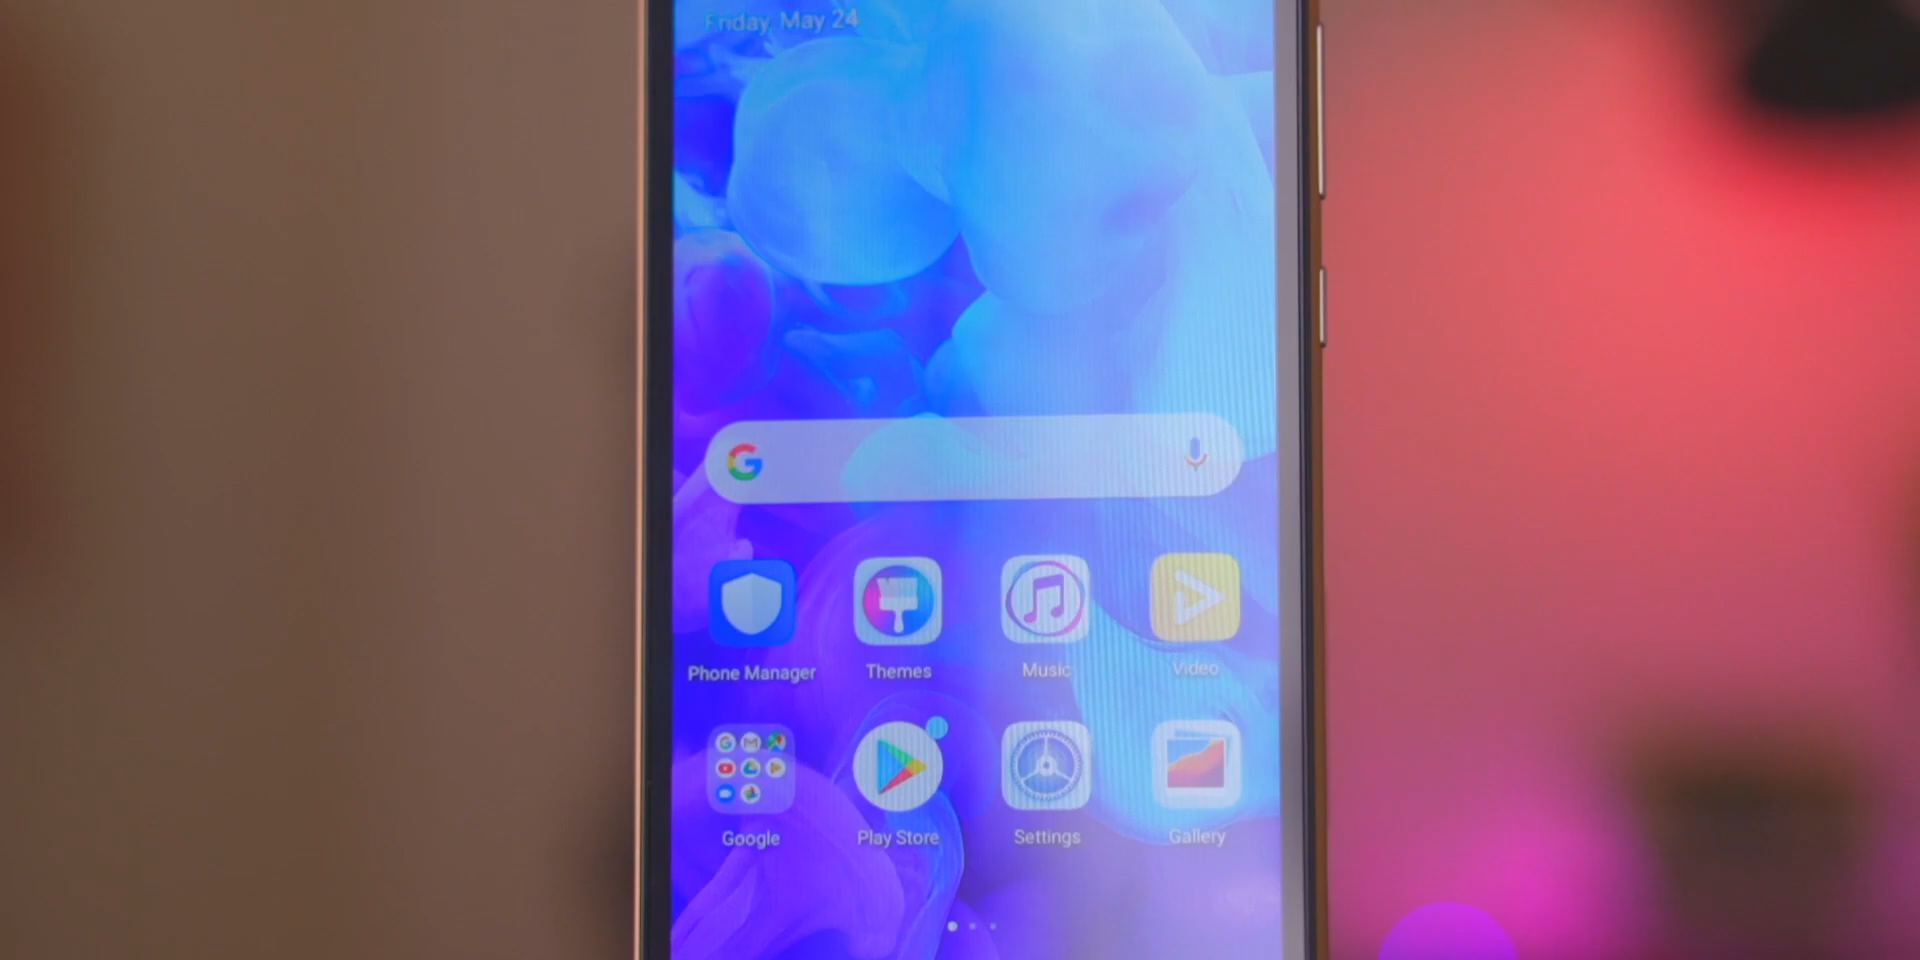 Friday, May 24
Phone Manager
Themes
Music
Video
Google
Play Store
Settings
Gallery